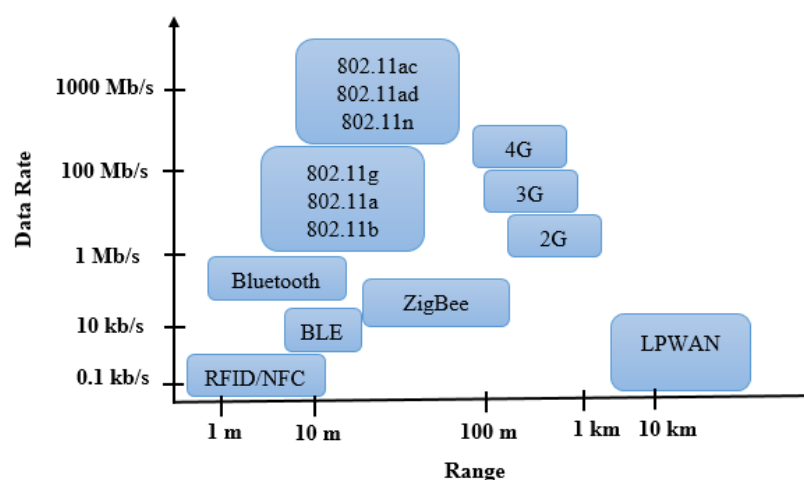 802.11ac
802.11ad
802.11n
1000 Mb/s
4G
100 Mb/s
802.11g
802.11a
802.11b
3G
2G
Data Rate
1 Mb/s
Bluetooth
ZigBee
10 kb/s
BLE
LPWAN
0.1 kb/s
RFID/NFC
1 m
10 m
100 m
1 km
10 km
Range